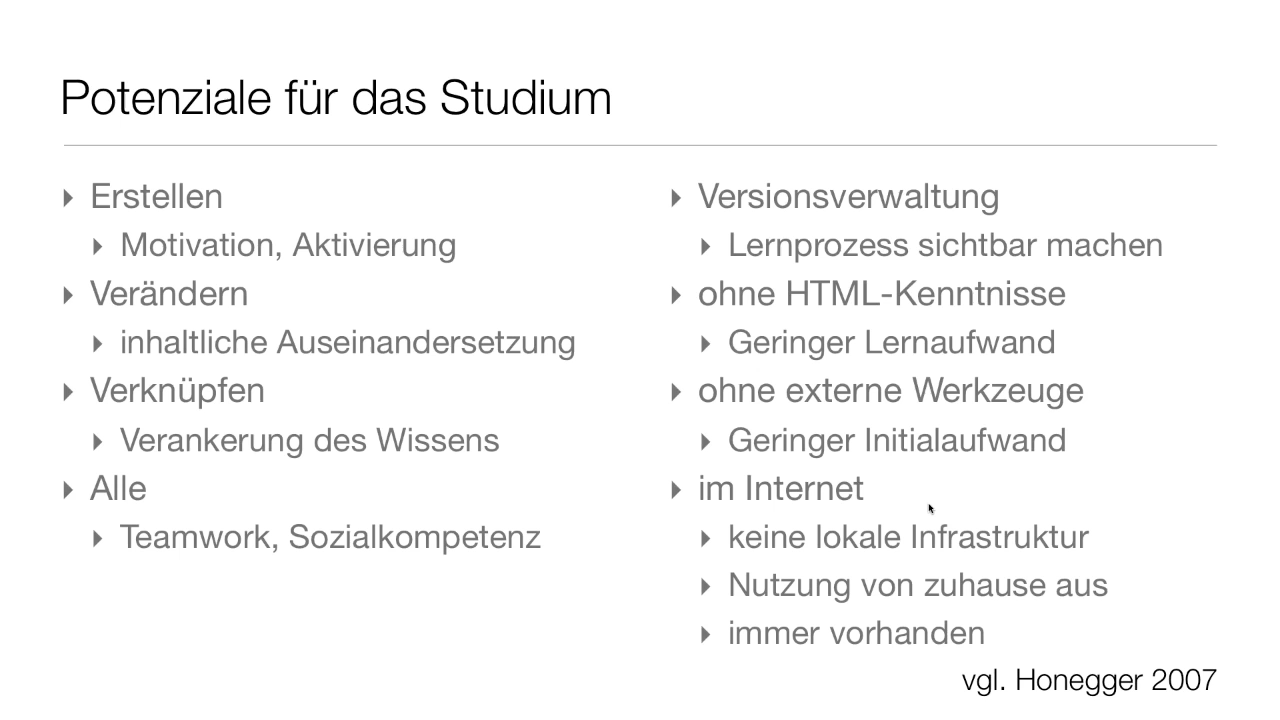 Potenziale für das Studium
Erstellen
Motivation, Aktivierung
Verändern
inhaltliche Auseinandersetzung
Verknüpfen
Verankerung des Wissens
Alle
Teamwork, Sozialkompetenz
Versionsverwaltung
Lernprozess sichtbar machen
ohne HTML-Kenntnisse
Geringer Lernaufwand
ohne externe Werkzeuge
Geringer Initialaufwand
im Internet
keine lokale Infrastruktur
Nutzung von zuhause aus
immer vorhanden
vgl. Honegger 2007